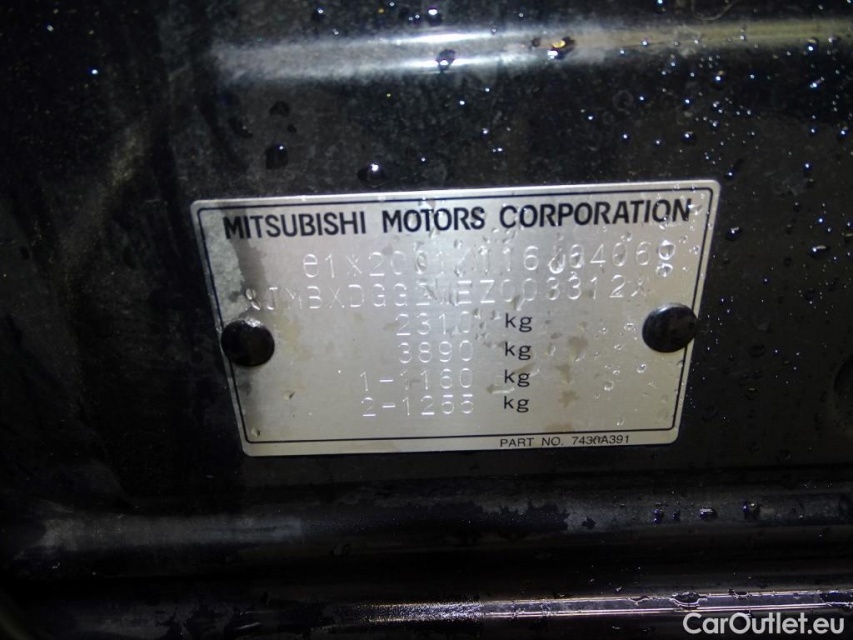 MITSUBISHI MOTORS CORPORATION
2310 kg
3890 kg
1-1160 kg
2-1255 kg
PART NO. 7430A391
CarOutlet.eu